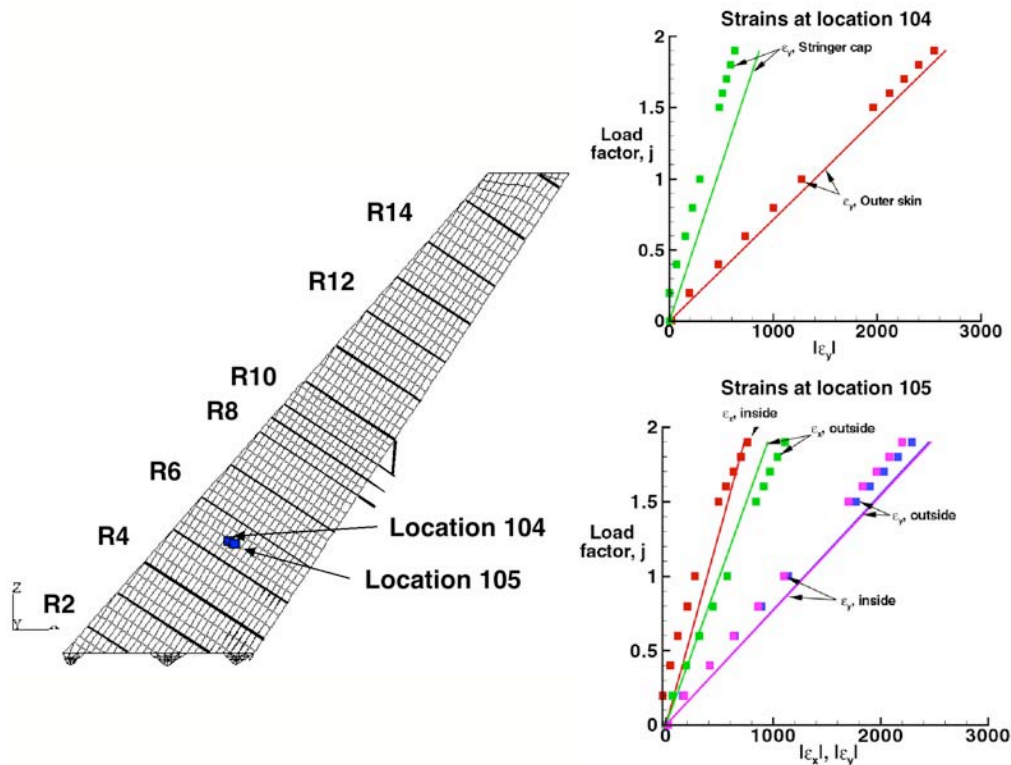 R14
R12
R10
R8
R6
R4
R2
Z
Y
Location 104
Location 105
Strains at location 104
2
1.5
1
0.5
0
Load
factor, j
εy, Stringer cap
εy, Outer skin
0
1000
2000
3000
|εy|
Strains at location 105
2
1.5
1
0.5
0
Load
factor, j
εx, inside
εx, outside
εy, outside
εy, inside
0
1000
2000
3000
|εx|, |εy|